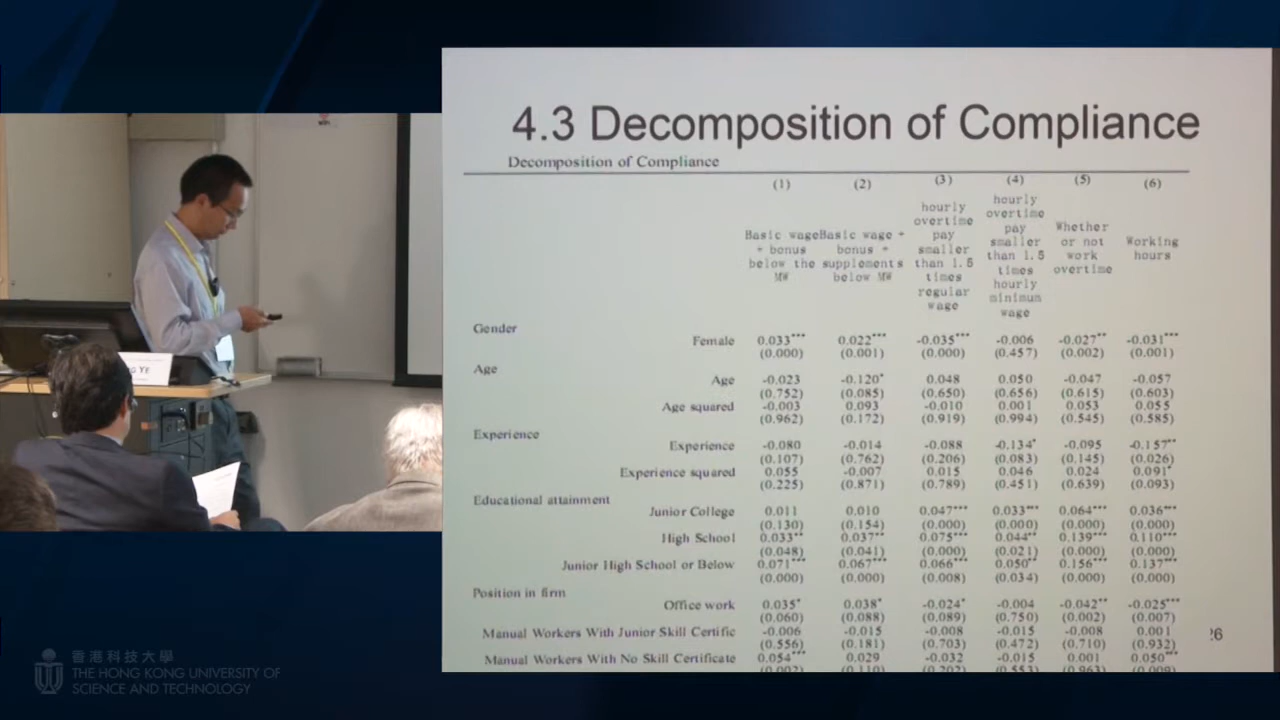 4.3 Decomposition of Compliance
Decomposition of Compliance
(1) (2) (3) (4) (5) (6)
Basic wage + bonus below the MW
Basic wage + bonus + supplements below MW
hourly overtime pay smaller than 1.5 times regular wage
hourly overtime pay smaller than 1.5 times hourly minimum wage
Whether or not work overtime
Working hours
Gender
Female 0.033*** 0.022*** -0.035*** -0.006 -0.027** -0.031***
(0.000) (0.001) (0.000) (0.457) (0.002) (0.001)
Age
Age -0.023 -0.120* 0.048 0.050 -0.047 -0.057
(0.752) (0.085) (0.650) (0.656) (0.615) (0.603)
Age squared -0.003 0.093 -0.010 0.001 0.053 0.055
(0.962) (0.172) (0.919) (0.994) (0.545) (0.585)
Experience
Experience -0.080 -0.014 -0.088 -0.134* -0.095 -0.157**
(0.107) (0.762) (0.206) (0.083) (0.145) (0.026)
Experience squared 0.055 -0.007 0.015 0.046 0.024 0.091*
(0.225) (0.871) (0.789) (0.451) (0.639) (0.093)
Educational attainment
Junior College 0.011 0.010 0.047*** 0.033*** 0.064*** 0.036***
(0.130) (0.154) (0.000) (0.000) (0.000) (0.000)
High School 0.033** 0.037** 0.075*** 0.044** 0.139*** 0.110***
(0.048) (0.041) (0.000) (0.021) (0.000) (0.000)
Junior High School or Below 0.071*** 0.067*** 0.066*** 0.050** 0.156*** 0.137***
(0.000) (0.000) (0.008) (0.034) (0.000) (0.000)
Position in firm
Office work 0.035* 0.038* -0.024* -0.004 -0.042** -0.025***
(0.060) (0.088) (0.089) (0.750) (0.002) (0.007)
Manual Workers With Junior Skill Certific -0.006 -0.015 -0.008 -0.015 -0.008 0.001
(0.556) (0.181) (0.703) (0.472) (0.710) (0.932)
Manual Workers With No Skill Certificate 0.054*** 0.029 -0.032 -0.015 0.001 0.050***
YE
香港科技大學
THE HONG KONG UNIVERSITY OF
SCIENCE AND TECHNOLOGY